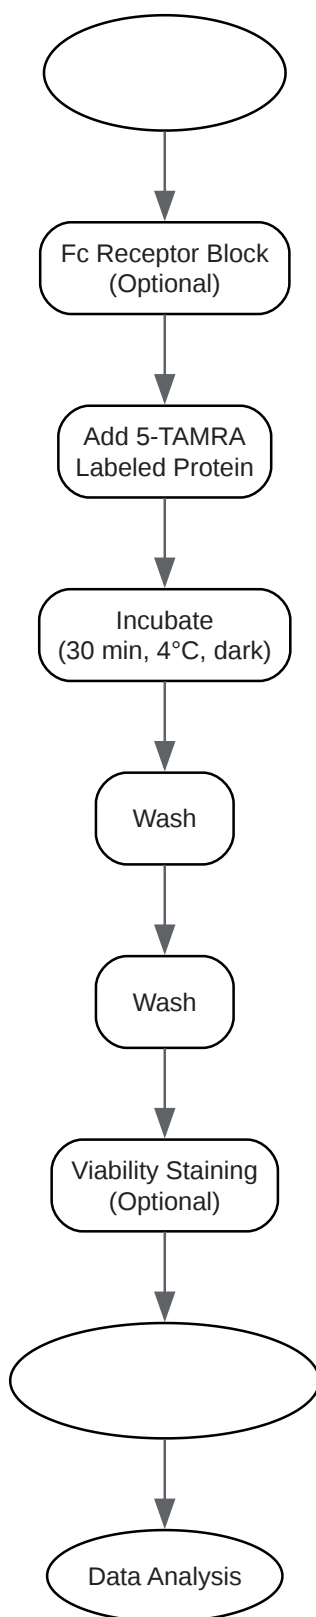 Fc Receptor Block
(Optional)
Add 5-TAMRA
Labeled Protein
Incubate
(30 min, 4°C, dark)
Wash
Wash
Viability Staining
(Optional)
Data Analysis